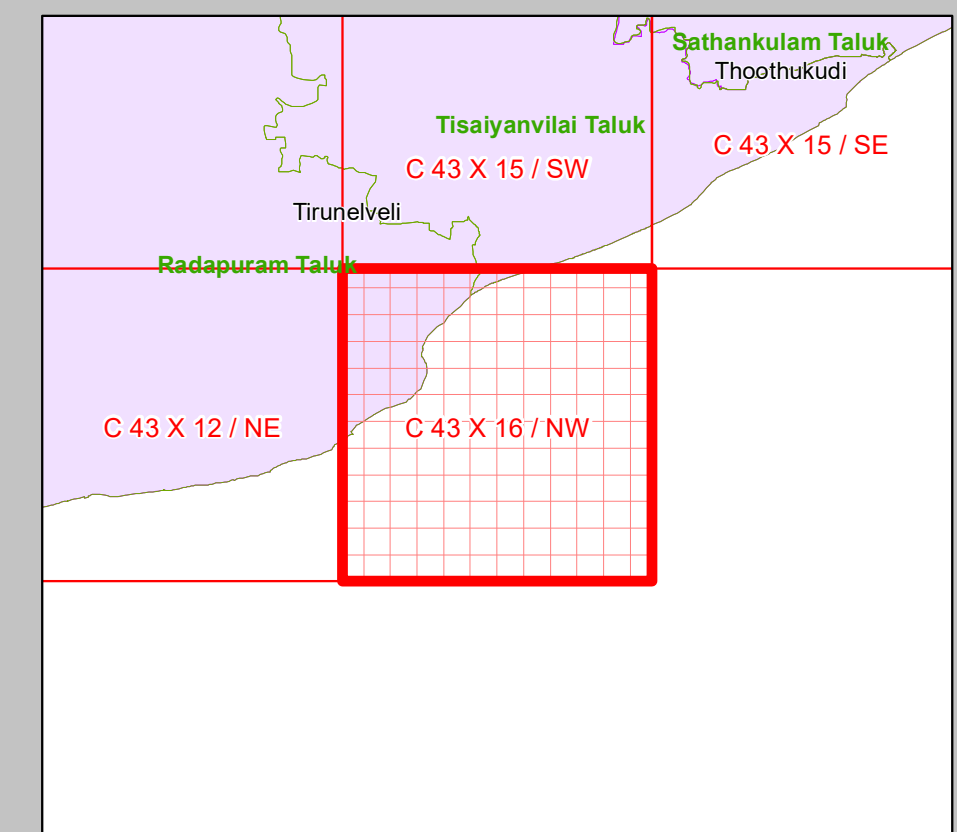 Sathankulam Taluk
Thoothukudi
Tisaiyanvilai Taluk
C 43 X 15 / SE
C 43 X 15 / SW
Tirunelveli
Radapuram Taluk
C 43 X 12 / NE
C 43 X 16 / NW